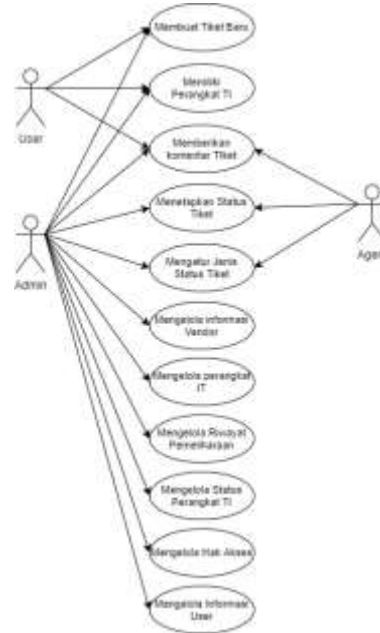 Membuat Tiket Baru
Memiliki
Perangkat TI
User
Memberikan
komentar Tiket
Menetapkan Status
Tiket
Admin
Agen
Mengatur Jenis
Status Tiket
Mengelola informasi
Vendor
Mengelola perangkat
IT
Mengelola Riwayat
Pemeliharaan
Mengelola Status
Perangkat TI
Mengelola Hak Akses
Mengelola Informasi
User